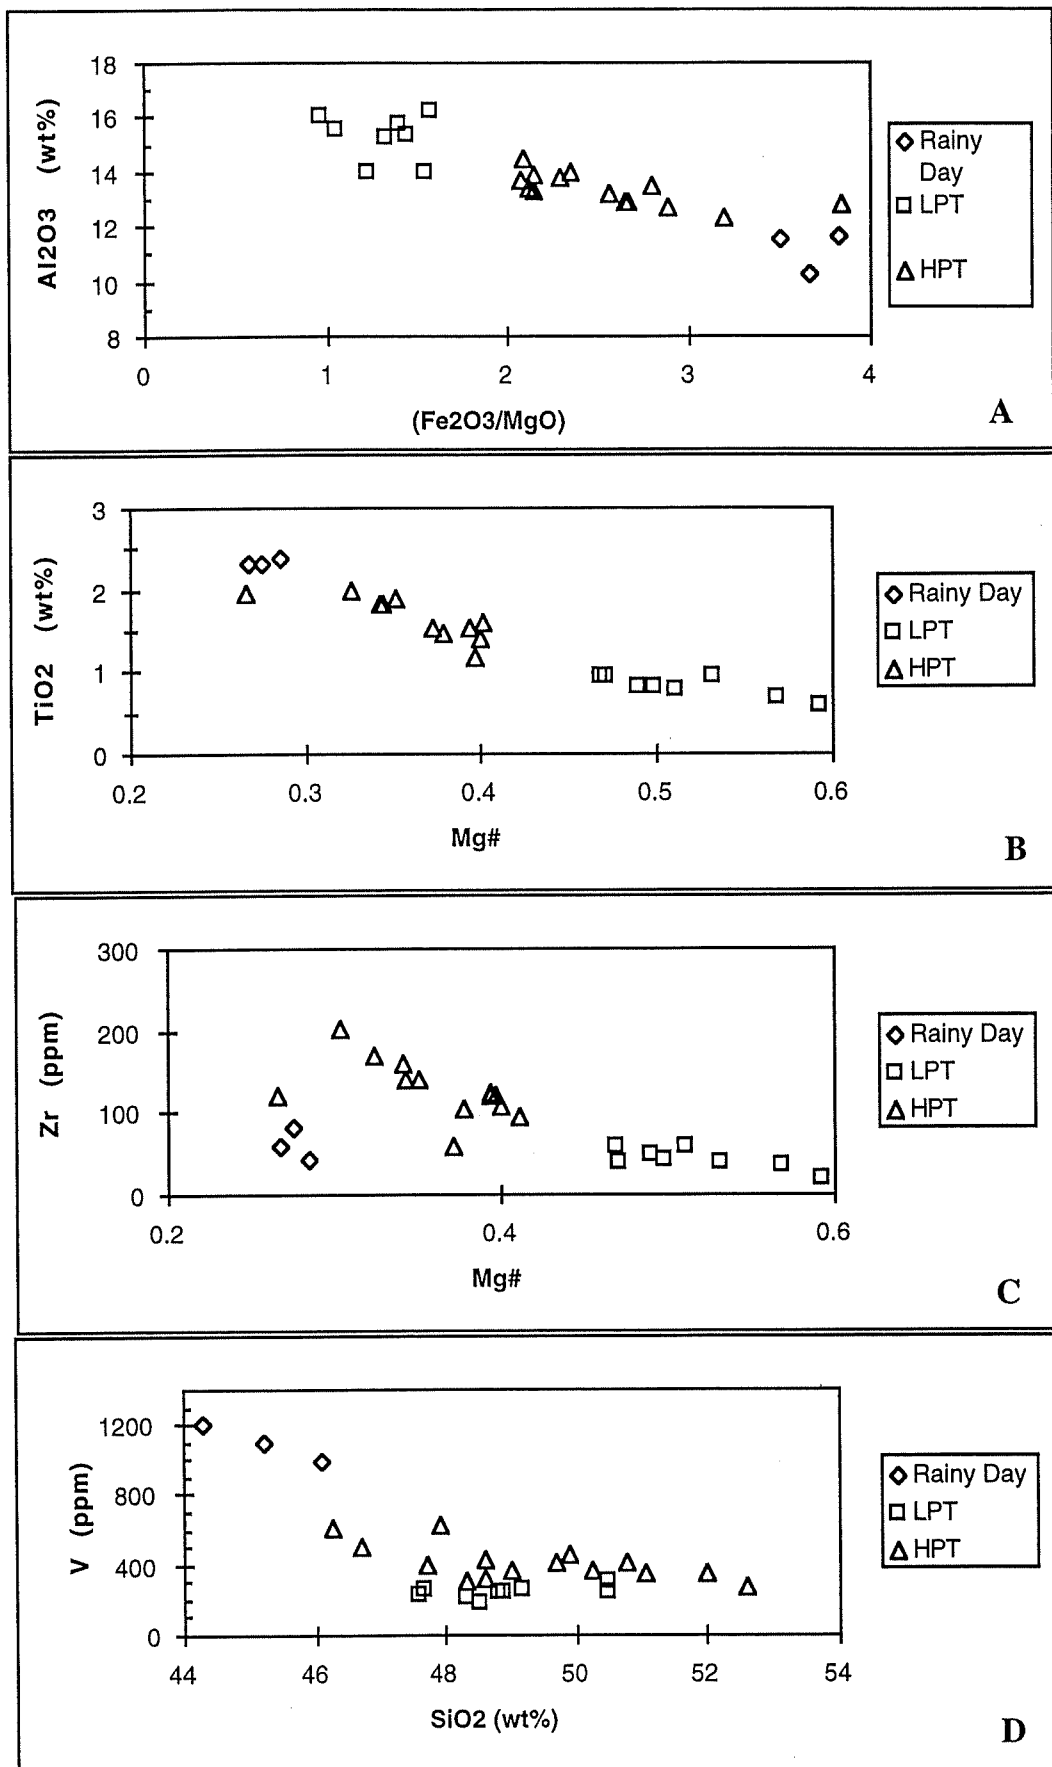 18
16
14
12
10
8
Al2O3 (wt%)
0 1 2 3 4
(Fe2O3/MgO)
Rainy
Day
LPT
HPT
A
3
2
1
0
TiO2 (wt%)
0.2 0.3 0.4 0.5 0.6
Mg#
Rainy Day
LPT
HPT
B
300
200
100
0
Zr (ppm)
0.2 0.4 0.6
Mg#
Rainy Day
LPT
HPT
C
1200
800
400
0
V (ppm)
44 46 48 50 52 54
SiO2 (wt%)
Rainy Day
LPT
HPT
D